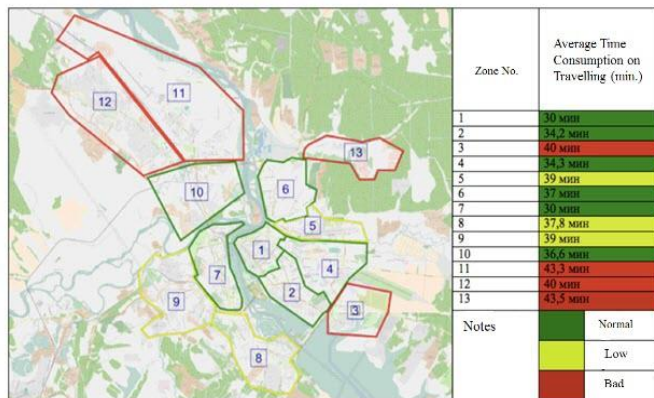 11
12
13
10
6
5
1
4
7
2
9
3
8
Zone No.
Average Time
Consumption on
Travelling (min.)
1 30 мин
2 34,2 мин
3 40 мин
4 34,3 мин
5 39 мин
6 37 мин
7 30 мин
8 37,8 мин
9 39 мин
10 36,6 мин
11 43,3 мин
12 40 мин
13 43,5 мин
Notes
Normal
Low
Bad